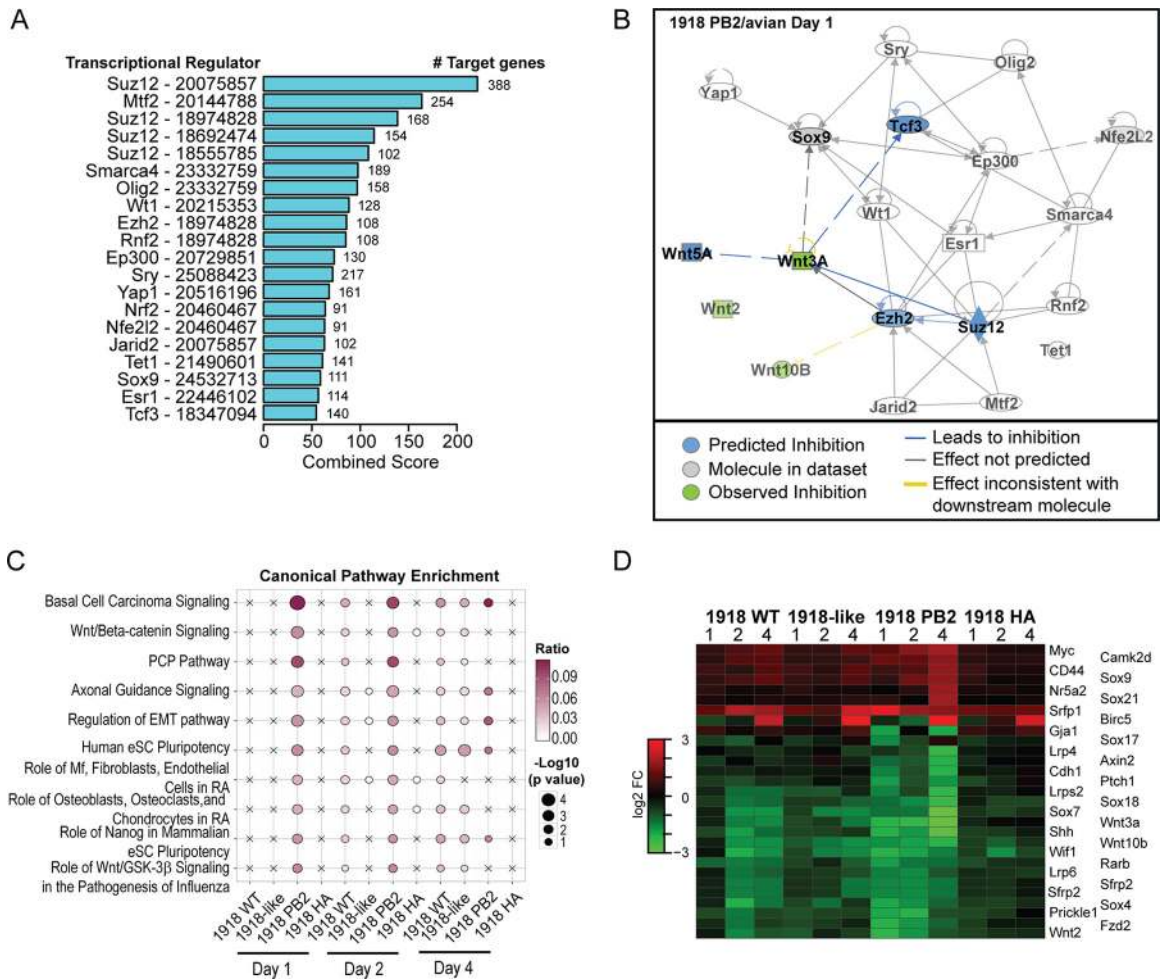 A
Transcriptional Regulator # Target genes
Suz12 - 20075857 388
Mtf2 - 20144788 254
Suz12 - 18974828 168
Suz12 - 18692474 154
Suz12 - 18555785 102
Smarca4 - 23332759 189
Olig2 - 23332759 158
Wt1 - 20215353 128
Ezh2 - 18974828 108
Rnf2 - 18974828 108
Ep300 - 20729851 130
Sry - 25088423 217
Yap1 - 20516196 161
Nrf2 - 20460467 91
Nfe2l2 - 20460467 91
Jarid2 - 20075857 102
Tet1 - 21490601 141
Sox9 - 24532713 111
Esr1 - 22446102 114
Tcf3 - 18347094 140
0 50 100 150 200
Combined Score
B
1918 PB2/avian Day 1
Sry
Olig2
Yap1
Sox9
Tcf3
Nfe2L2
Ep300
Wt1
Smarca4
Esr1
Wnt5A
Wnt3A
Wnt2
Ezh2
Suz12
Rnf2
Tet1
Wnt10B
Jarid2
Mtf2
Predicted Inhibition
Molecule in dataset
Observed Inhibition
Leads to inhibition
Effect not predicted
Effect inconsistent with
downstream molecule
C
Canonical Pathway Enrichment
Basal Cell Carcinoma Signaling
Wnt/Beta-catenin Signaling
PCP Pathway
Axonal Guidance Signaling
Regulation of EMT pathway
Human eSC Pluripotency
Role of Mf, Fibroblasts, Endothelial
Cells in RA
Role of Osteoblasts, Osteoclasts,and
Chondrocytes in RA
Role of Nanog in Mammalian
eSC Pluripotency
Role of Wnt/GSK-3β Signaling
in the Pathogenesis of Influenza
1918 WT
1918-like
1918 PB2
1918 HA
1918 WT
1918-like
1918 PB2
1918 HA
1918 WT
1918-like
1918 PB2
1918 HA
Day 1 Day 2 Day 4
Ratio
0.09
0.06
0.03
0.00
-Log10
(p value)
4
3
2
1
D
1918 WT 1918-like 1918 PB2 1918 HA
1 2 4 1 2 4 1 2 4 1 2 4
Myc
Camk2d
CD44
Sox9
Nr5a2
Sox21
Srfp1
Birc5
Gja1
Sox17
Lrp4
Axin2
Cdh1
Ptch1
Lrps2
Sox18
Sox7
Wnt3a
Shh
Wnt10b
Wif1
Rarb
Lrp6
Sfrp2
Sfrp2
Sox4
Prickle1
Fzd2
Wnt2
log2 FC
3
0
−3